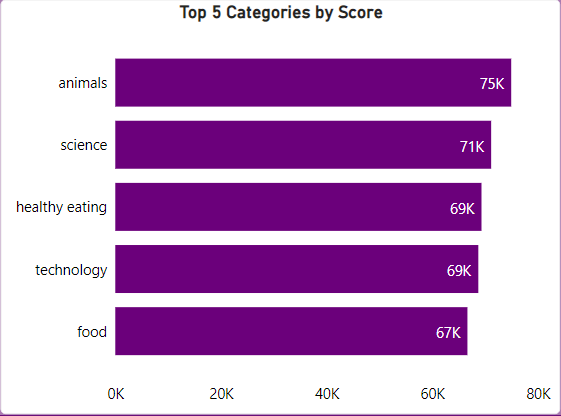 Top 5 Categories by Score
animals 75K
science 71K
healthy eating 69K
technology 69K
food 67K
0K 20K 40K 60K 80K